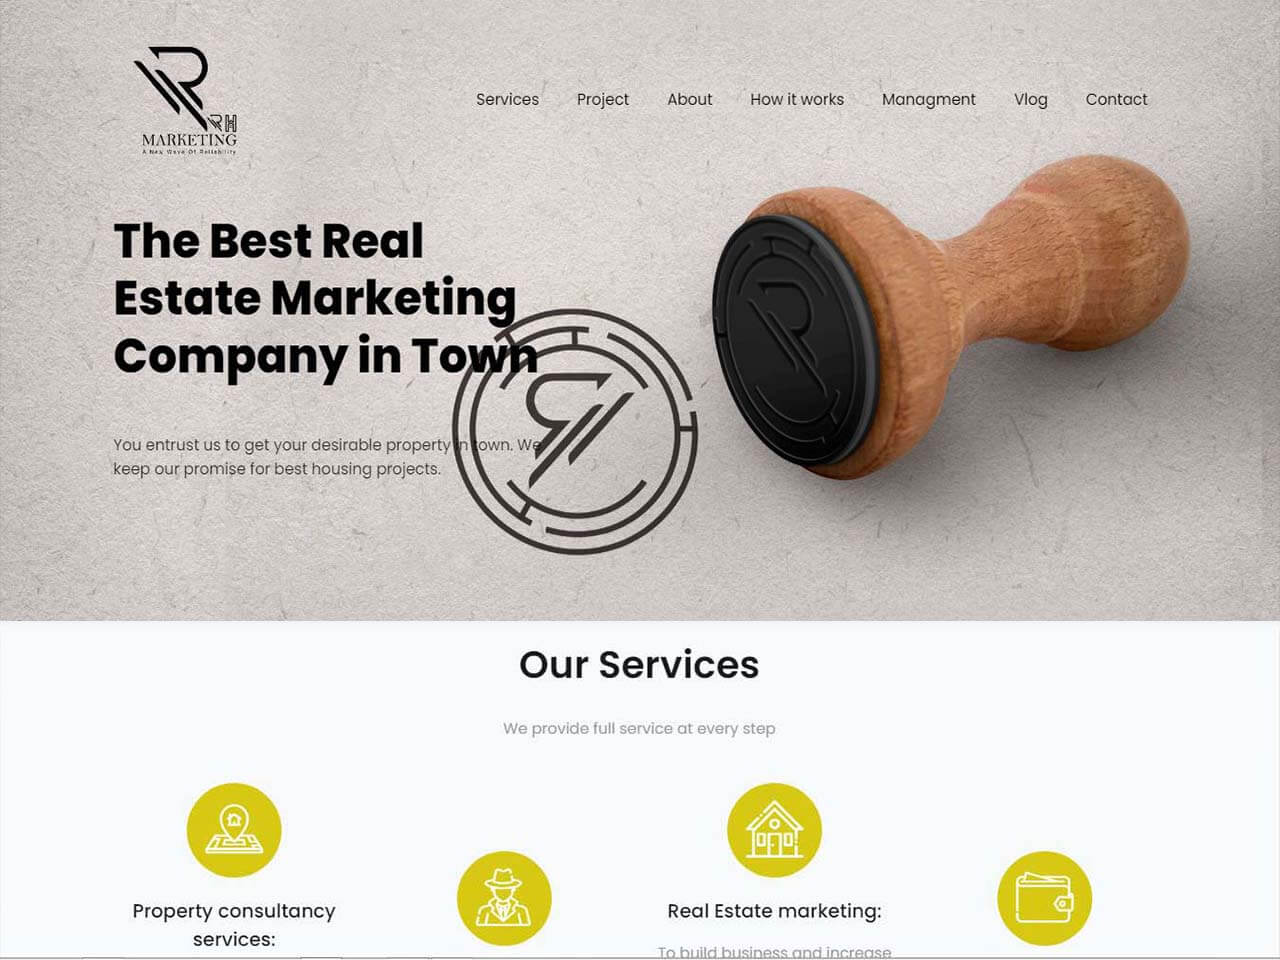 RH
MARKETING
A New Wave Of Reliability
Services Project About How it works Managment Vlog Contact
The Best Real
Estate Marketing
Company in Town
You entrust us to get your desirable property in town. We
keep our promise for best housing projects.
Our Services
We provide full service at every step
Property consultancy
services:
Real Estate marketing:
To build business and increase